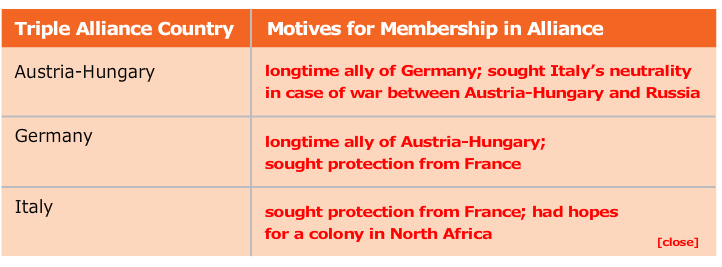 Triple Alliance Country Motives for Membership in Alliance
Austria-Hungary longtime ally of Germany; sought Italy’s neutrality
in case of war between Austria-Hungary and Russia
Germany longtime ally of Austria-Hungary;
sought protection from France
Italy sought protection from France; had hopes
for a colony in North Africa
[close]